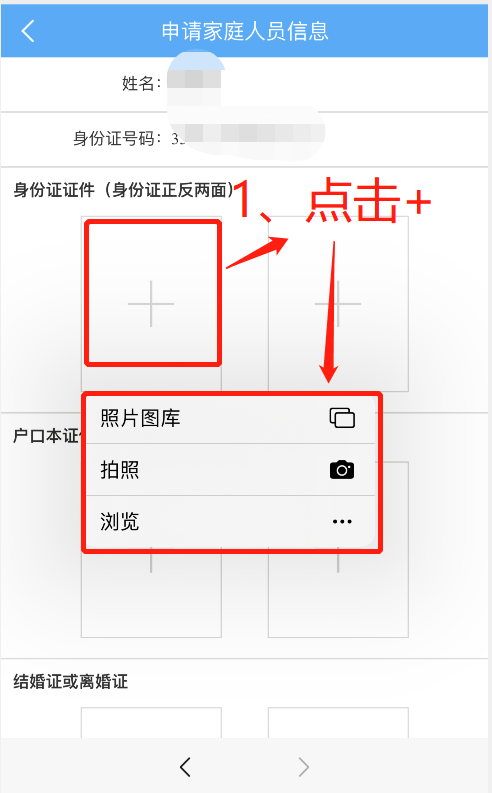 申请家庭人员信息
姓名：
身份证号码：3
身份证证件（身份证正反两面）
1、点击+
照片图库
户口本证
拍照
浏览
结婚证或离婚证